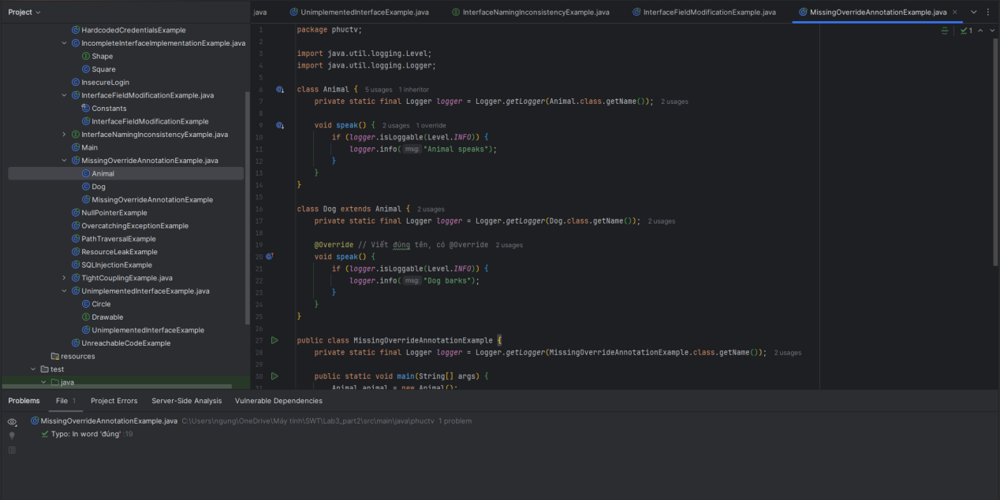 Project
java
UnimplementedInterfaceExample.java
InterfaceNamingInconsistencyExample.java
InterfaceFieldModificationExample.java
MissingOverrideAnnotationExample.java
HardcodedCredentialsExample
IncompleteInterfaceImplementationExample.java
Shape
Square
InsecureLogin
InterfaceFieldModificationExample.java
Constants
InterfaceFieldModificationExample
InterfaceNamingInconsistencyExample.java
Main
MissingOverrideAnnotationExample.java
Animal
Dog
MissingOverrideAnnotationExample
NullPointerExample
OvercatchingExceptionExample
PathTraversalExample
ResourceLeakExample
SQLInjectionExample
TightCouplingExample.java
UnimplementedInterfaceExample.java
Circle
Drawable
UnimplementedInterfaceExample
UnreachableCodeExample
resources
test
java
1 package phuctv;
2
3 import java.util.logging.Level;
4 import java.util.logging.Logger;
5
6 class Animal { 5 usages 1 inheritor
7 private static final Logger logger = Logger.getLogger(Animal.class.getName()); 2 usages
8
9 void speak() { 2 usages 1 override
10 if (logger.isLoggable(Level.INFO)) {
11 logger.info( msg: "Animal speaks");
12 }
13 }
14 }
15
16 class Dog extends Animal { 2 usages
17 private static final Logger logger = Logger.getLogger(Dog.class.getName()); 2 usages
18
19 @Override // Viết đúng tên, có @Override 2 usages
20 void speak() {
21 if (logger.isLoggable(Level.INFO)) {
22 logger.info( msg: "Dog barks");
23 }
24 }
25 }
26
27 public class MissingOverrideAnnotationExample {
28 private static final Logger logger = Logger.getLogger(MissingOverrideAnnotationExample.class.getName()); 2 usages
29
30 public static void main(String[] args) {
31 Animal animal = new Animal();
1
Problems
File 1
Project Errors
Server-Side Analysis
Vulnerable Dependencies
MissingOverrideAnnotationExample.java C:\Users\ngung\OneDrive\Máy tính\SWT\Lab3_part2\src\main\java\phuctv 1 problem
Typo: In word 'đúng' :19